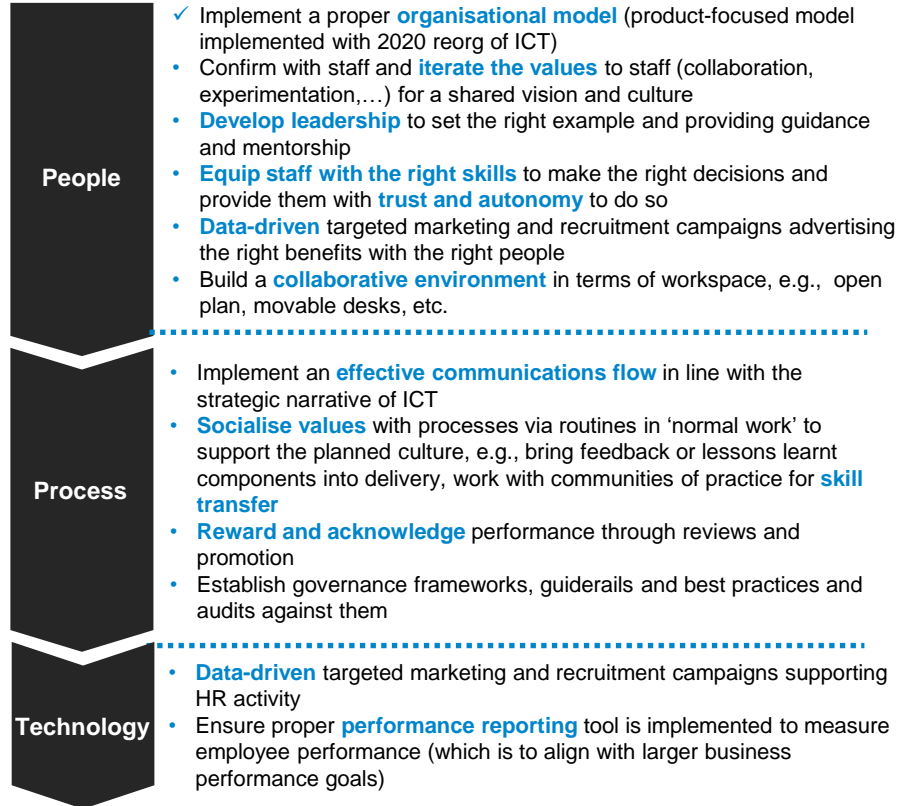 People
✓ Implement a proper organisational model (product-focused model
implemented with 2020 reorg of ICT)
• Confirm with staff and iterate the values to staff (collaboration,
experimentation,…) for a shared vision and culture
• Develop leadership to set the right example and providing guidance
and mentorship
• Equip staff with the right skills to make the right decisions and
provide them with trust and autonomy to do so
• Data-driven targeted marketing and recruitment campaigns advertising
the right benefits with the right people
• Build a collaborative environment in terms of workspace, e.g., open
plan, movable desks, etc.
Process
• Implement an effective communications flow in line with the
strategic narrative of ICT
• Socialise values with processes via routines in ‘normal work’ to
support the planned culture, e.g., bring feedback or lessons learnt
components into delivery, work with communities of practice for skill
transfer
• Reward and acknowledge performance through reviews and
promotion
• Establish governance frameworks, guiderails and best practices and
audits against them
Technology
• Data-driven targeted marketing and recruitment campaigns supporting
HR activity
• Ensure proper performance reporting tool is implemented to measure
employee performance (which is to align with larger business
performance goals)